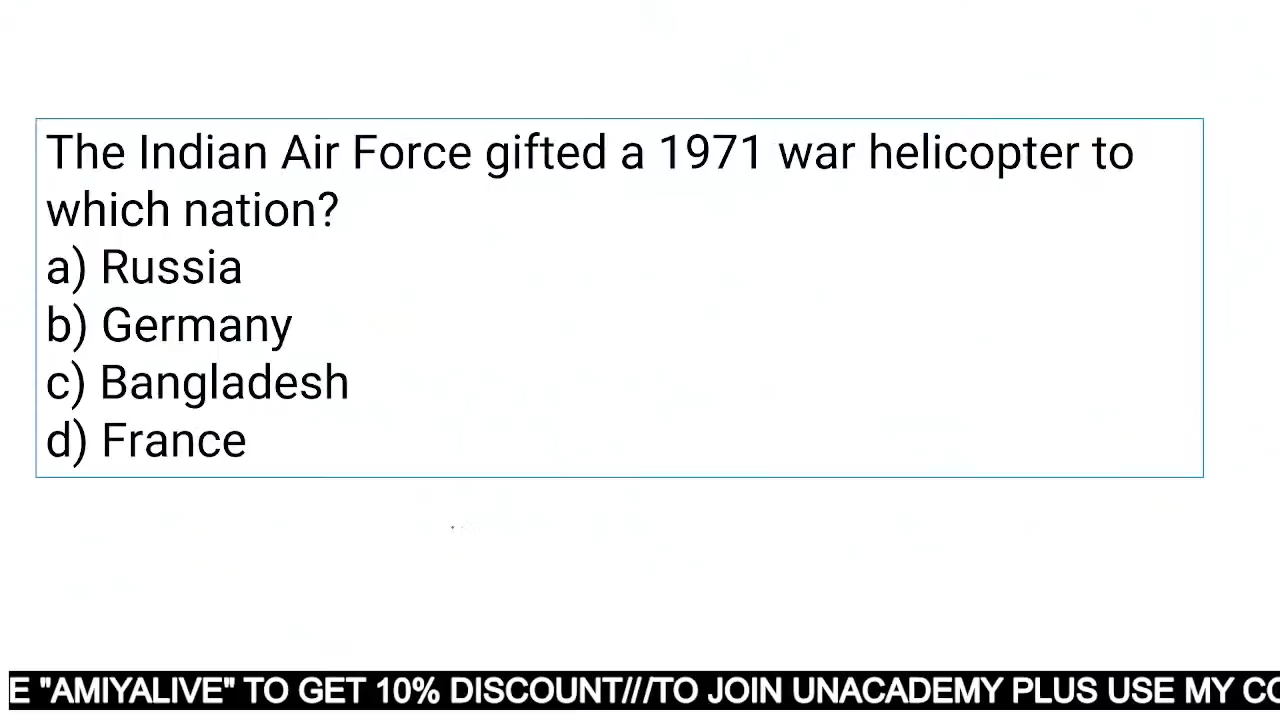 The Indian Air Force gifted a 1971 war helicopter to
which nation?
a) Russia
b) Germany
c) Bangladesh
d) France
E "AMIYALIVE" TO GET 10% DISCOUNT///TO JOIN UNACADEMY PLUS USE MY CO